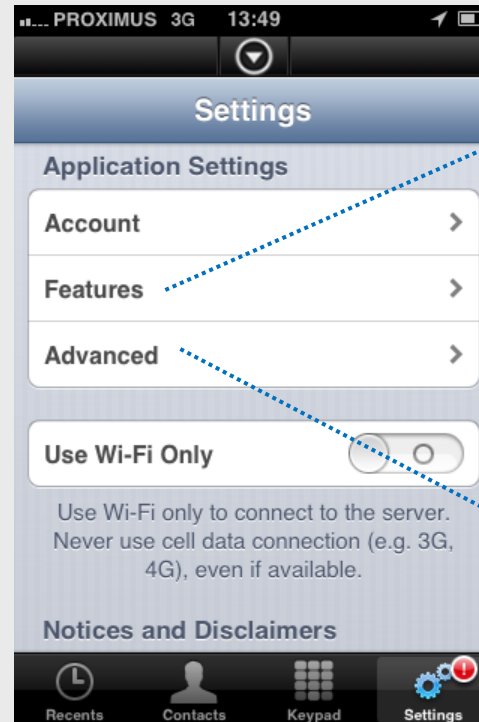 PROXIMUS 3G 13:49
Settings
Application Settings
Account
Features
Advanced
Use Wi-Fi Only
Use Wi-Fi only to connect to the server.
Never use cell data connection (e.g. 3G,
4G), even if available.
Notices and Disclaimers
Recents Contacts Keypad Settings